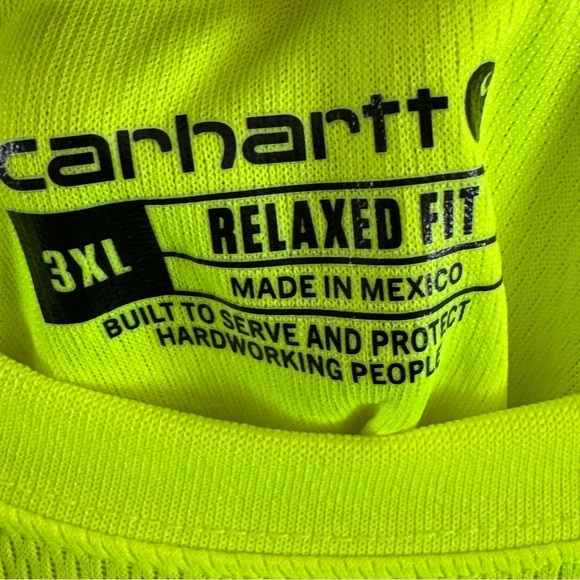 carhartt
3XL
RELAXED FIT
MADE IN MEXICO
BUILT TO SERVE AND PROTECT
HARDWORKING PEOPLE